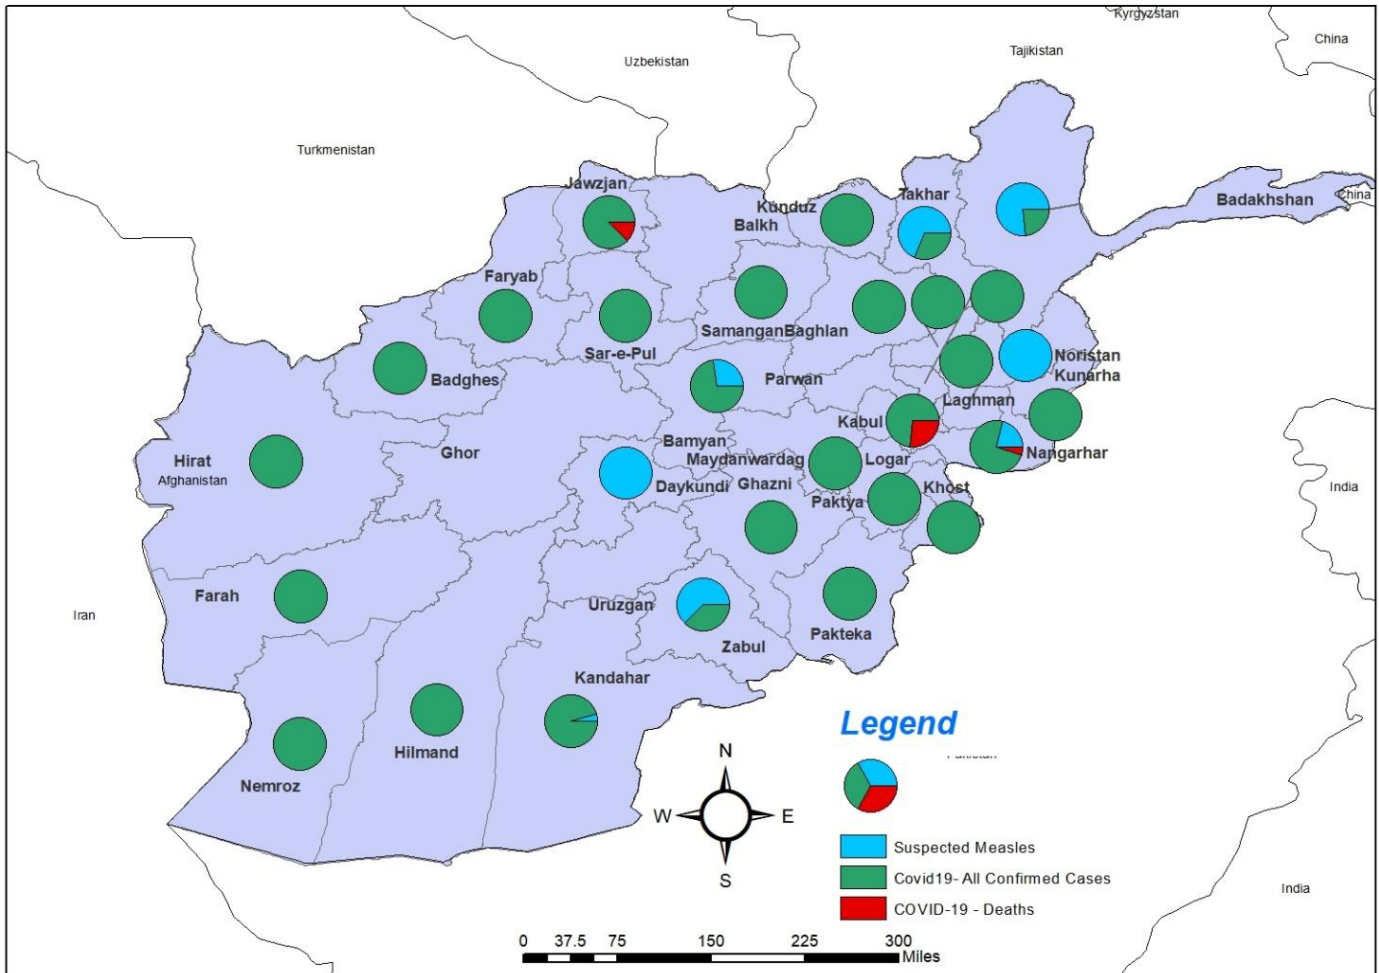 Kyrgyzstan
China
Tajikistan
Uzbekistan
Turkmenistan
Jawzjan
Takhar
China
Badakhshan
Kunduz
Balkh
Faryab
Samangan
Baghlan
Sar-e-Pul
Noristan
Kunarha
Badghes
Parwan
Laghman
Kabul
Bamyan
Ghor
Nangarhar
Maydanwardag
Logar
Hirat
Afghanistan
Daykundi
Ghazni
Khost
India
Paktya
Farah
Uruzgan
Iran
Pakteka
Zabul
Kandahar
Legend
Hilmand
N
Nemroz
W
E
S
Suspected Measles
Covid19- All Confirmed Cases
COVID-19 - Deaths
India
0 37.5 75 150 225 300
Miles